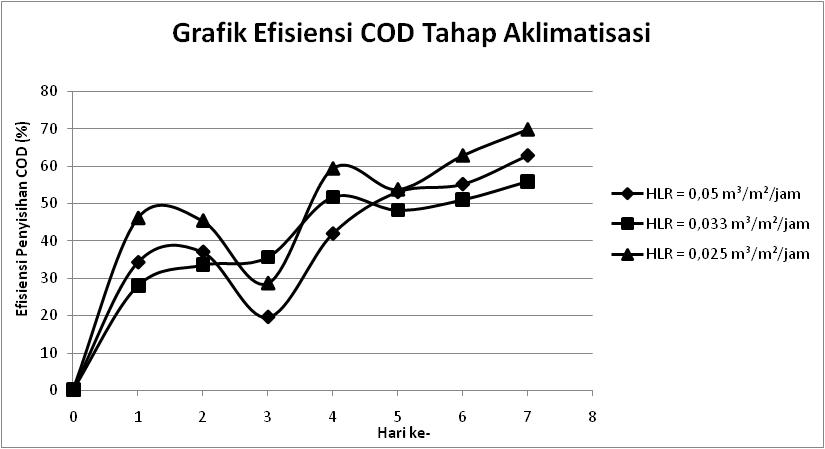 Grafik Efisiensi COD Tahap Aklimatisasi
Efisiensi Penyisihan COD (%)
80
70
60
50
40
30
20
10
0
0 1 2 3 4 5 6 7 8
Hari ke-
HLR = 0,05 m³/m²/jam
HLR = 0,033 m³/m²/jam
HLR = 0,025 m³/m²/jam